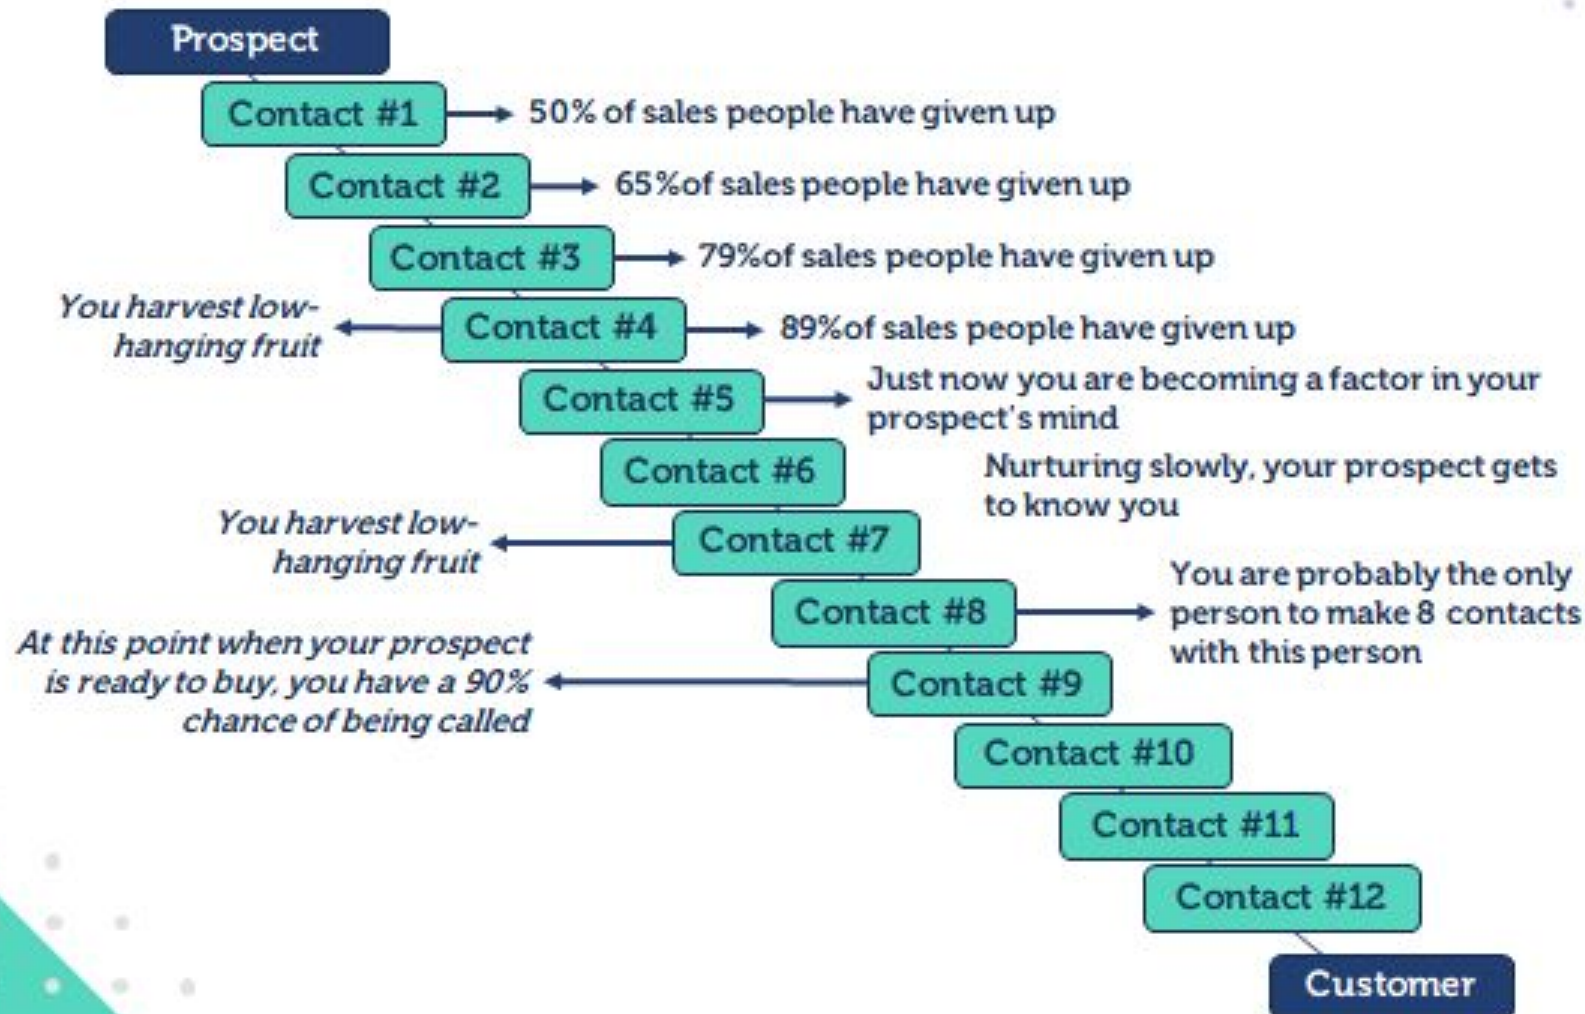 Prospect
Contact #1
50% of sales people have given up
Contact #2
65%of sales people have given up
Contact #3
79%of sales people have given up
You harvest low-
hanging fruit
Contact #4
89%of sales people have given up
Contact #5
Just now you are becoming a factor in your
prospect's mind
Contact #6
Nurturing slowly, your prospect gets
to know you
You harvest low-
hanging fruit
Contact #7
Contact #8
You are probably the only
person to make 8 contacts
with this person
At this point when your prospect
is ready to buy, you have a 90%
chance of being called
Contact #9
Contact #10
Contact #11
Contact #12
Customer